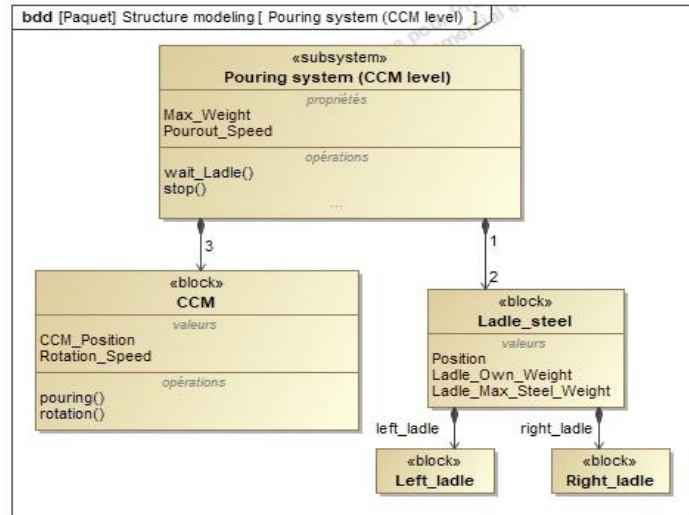 bdd [Paquet] Structure modeling [ Pouring system (CCM level) ]
«subsystem»
Pouring system (CCM level)
propriétés
Max_Weight
Pourout_Speed
opérations
wait_Ladle()
stop()
...
3
1
2
«block»
CCM
valeurs
CCM_Position
Rotation_Speed
opérations
pouring()
rotation()
«block»
Ladle_steel
valeurs
Position
Ladle_Own_Weight
Ladle_Max_Steel_Weight
left_ladle
right_ladle
«block»
Left_ladle
«block»
Right_ladle